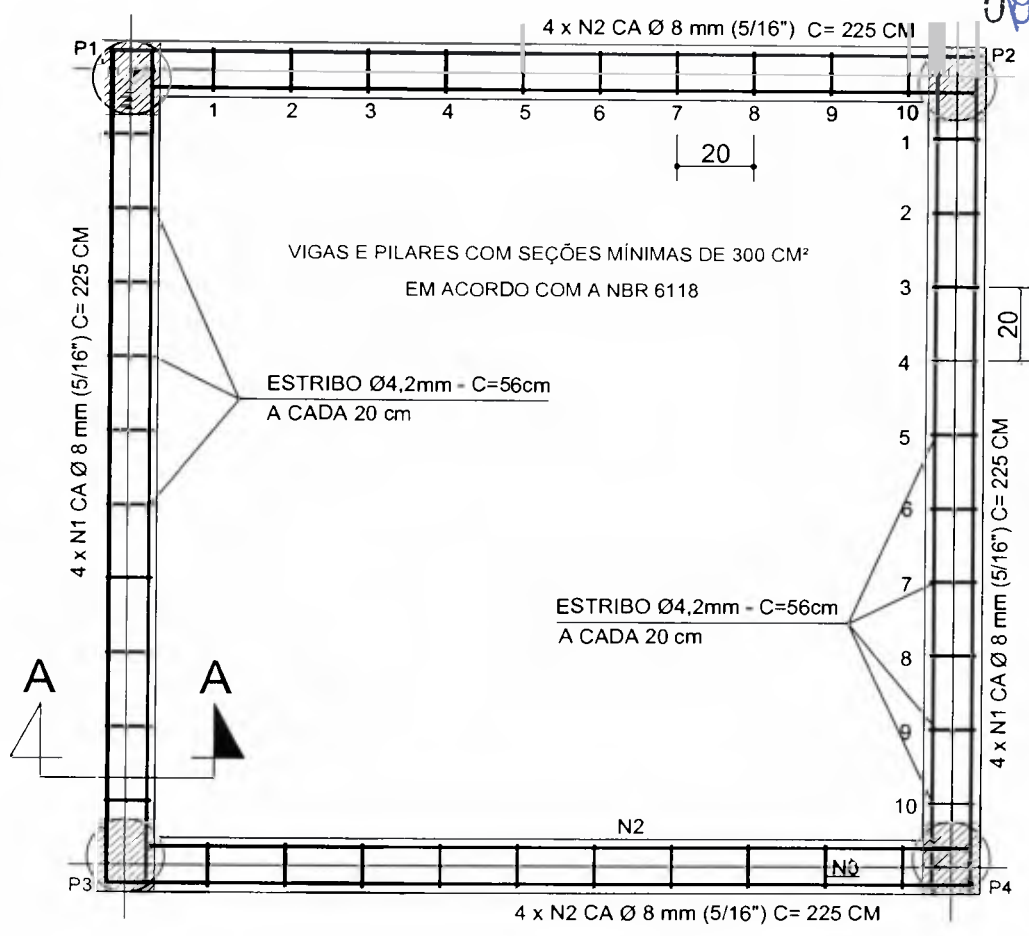 4 x N2 CA Ø 8 mm (5/16") C= 225 CM
P1
P2
1 2 3 4 5 6 7 8 9 10
20
1
2
3
4
5
6
7
8
9
10
20
VIGAS E PILARES COM SEÇÕES MÍNIMAS DE 300 CM²
EM ACORDO COM A NBR 6118
4 x N1 CA Ø 8 mm (5/16") C= 225 CM
ESTRIBO Ø4,2mm - C=56cm
A CADA 20 cm
ESTRIBO Ø4,2mm - C=56cm
A CADA 20 cm
4 x N1 CA Ø 8 mm (5/16") C= 225 CM
A A
N2
P3
P4
4 x N2 CA Ø 8 mm (5/16") C= 225 CM